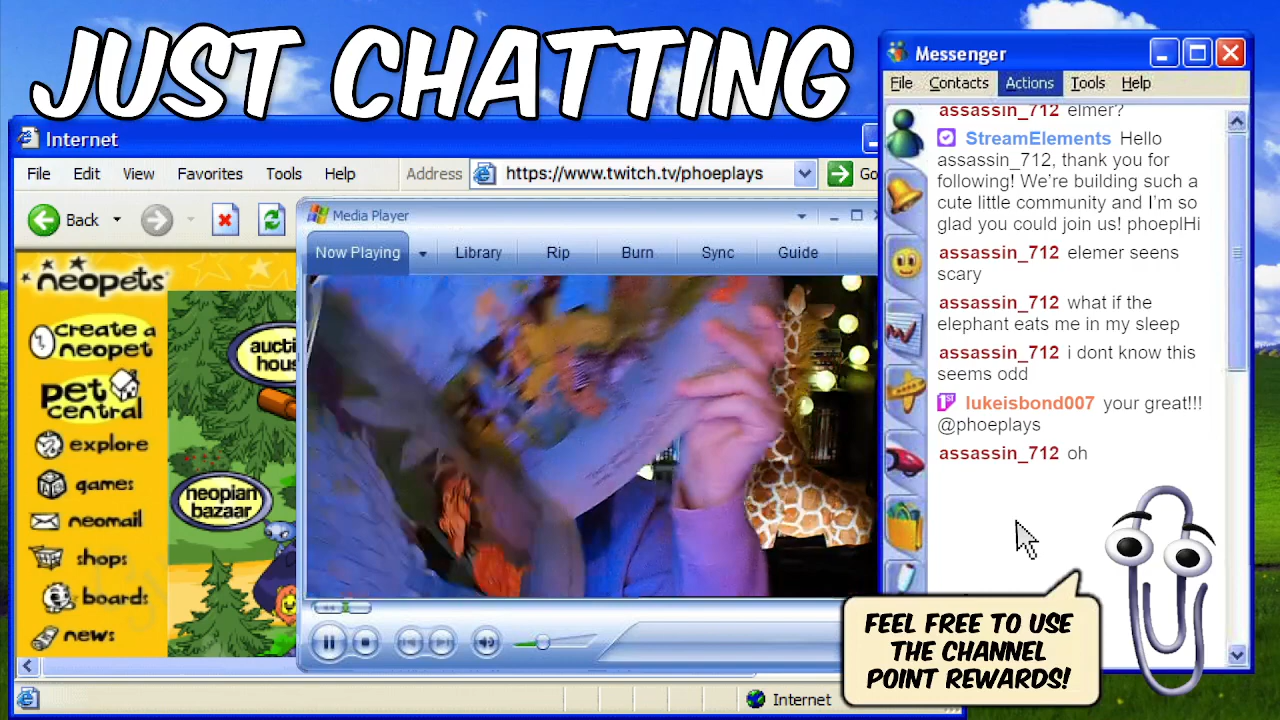 JUST CHATTING
Internet
File Edit View Favorites Tools Help
Address https://www.twitch.tv/phoeplays Go
Back
neopets
create a
neopet
pet
central
explore
games
neomail
shops
boards
news
aucti
hous
neopian
bazaar
Media Player
Now Playing Library Rip Burn Sync Guide
Internet
Messenger
File Contacts Actions Tools Help
assassin_712 elmer?
StreamElements Hello
assassin_712, thank you for
following! We're building such a
cute little community and I'm so
glad you could join us! phoeplHi
assassin_712 elemer seens
scary
assassin_712 what if the
elephant eats me in my sleep
assassin_712 i dont know this
seems odd
1ST lukeisbond007 your great!!!
@phoeplays
assassin_712 oh
FEEL FREE TO USE
THE CHANNEL
POINT REWARDS!